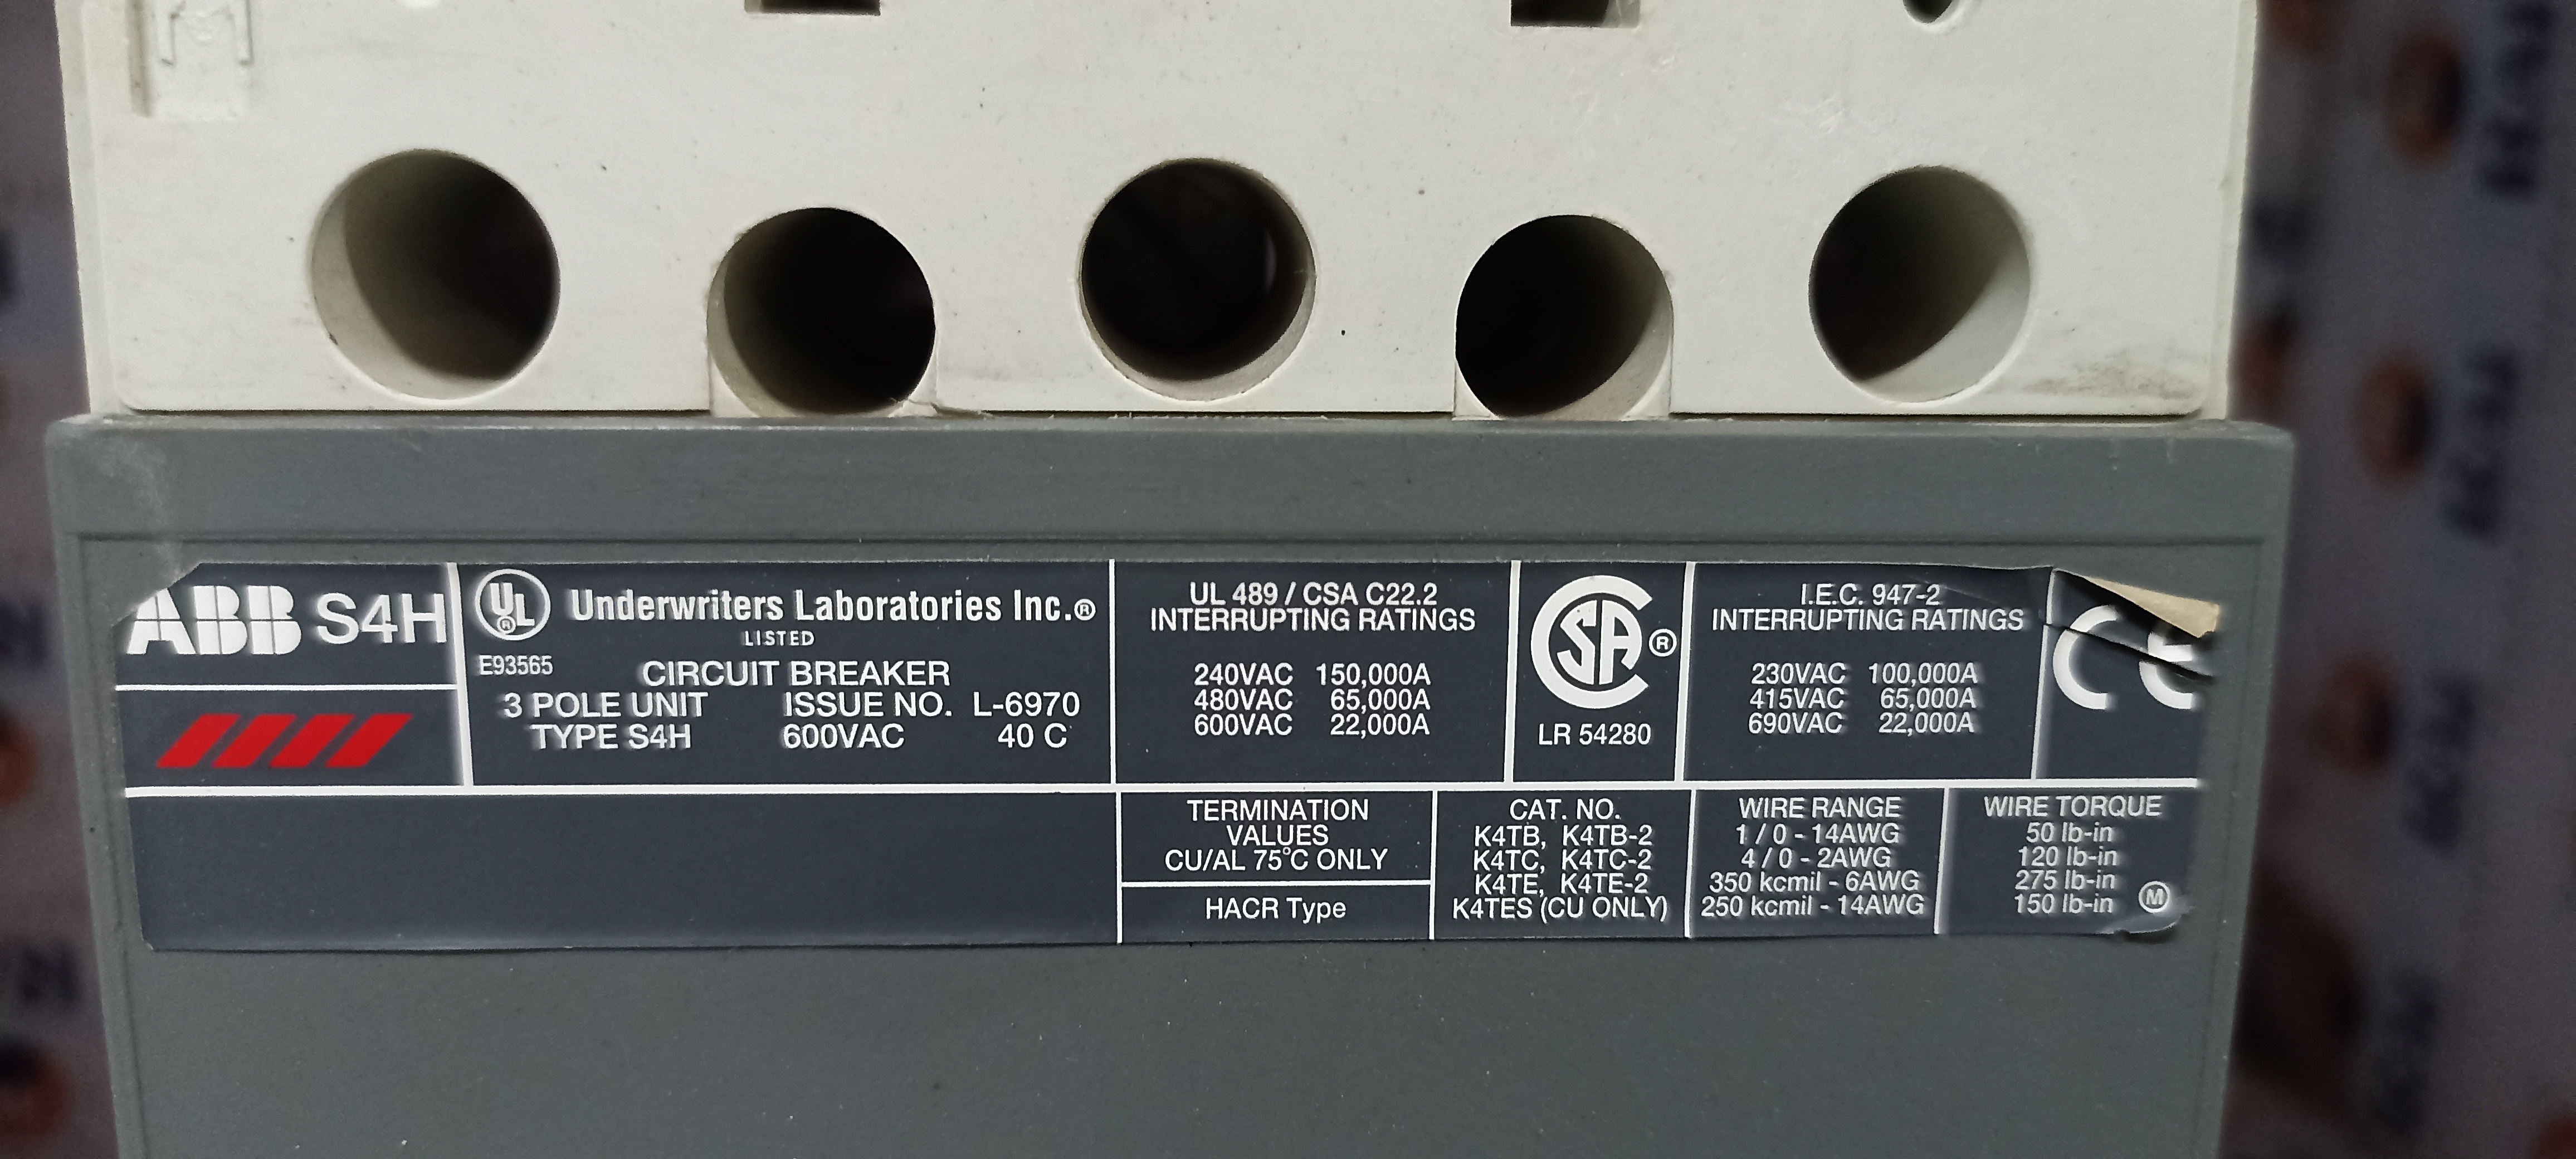 ABB S4H
UL ® Underwriters Laboratories Inc.®
LISTED
E93565
CIRCUIT BREAKER
3 POLE UNIT ISSUE NO. L-6970
TYPE S4H 600VAC 40 C
UL 489 / CSA C22.2
INTERRUPTING RATINGS
240VAC 150,000A
480VAC 65,000A
600VAC 22,000A
CSA ®
LR 54280
I.E.C. 947-2
INTERRUPTING RATINGS
230VAC 100,000A
415VAC 65,000A
690VAC 22,000A
CE
TERMINATION
VALUES
CU/AL 75°C ONLY
HACR Type
CAT. NO.
K4TB, K4TB-2
K4TC, K4TC-2
K4TE, K4TE-2
K4TES (CU ONLY)
WIRE RANGE
1 / 0 - 14AWG
4 / 0 - 2AWG
350 kcmil - 6AWG
250 kcmil - 14AWG
WIRE TORQUE
50 lb-in
120 lb-in
275 lb-in
150 lb-in M